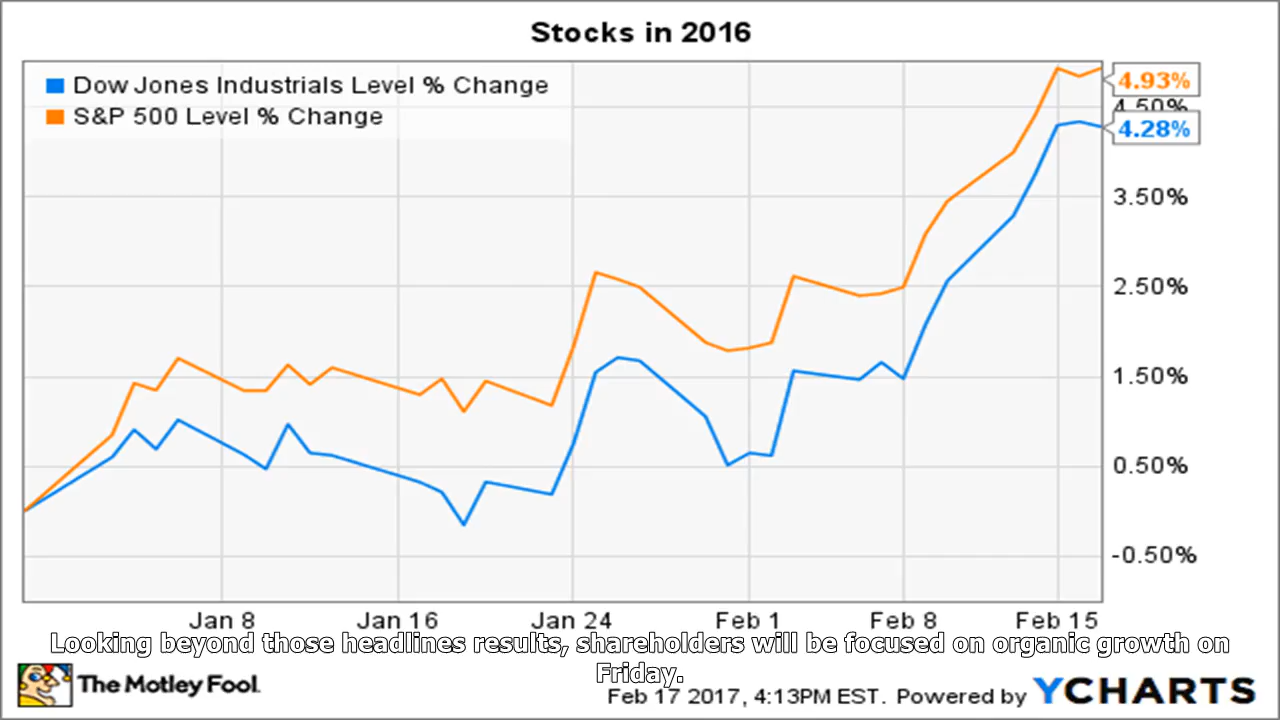 Stocks in 2016
Dow Jones Industrials Level % Change
S&P 500 Level % Change
4.93%
4.50%
4.28%
3.50%
2.50%
1.50%
0.50%
-0.50%
Jan 8 Jan 16 Jan 24 Feb 1 Feb 8 Feb 15
Looking beyond those headlines results, shareholders will be focused on organic growth on
Friday.
The Motley Fool.
Feb 17 2017, 4:13PM EST. Powered by YCHARTS